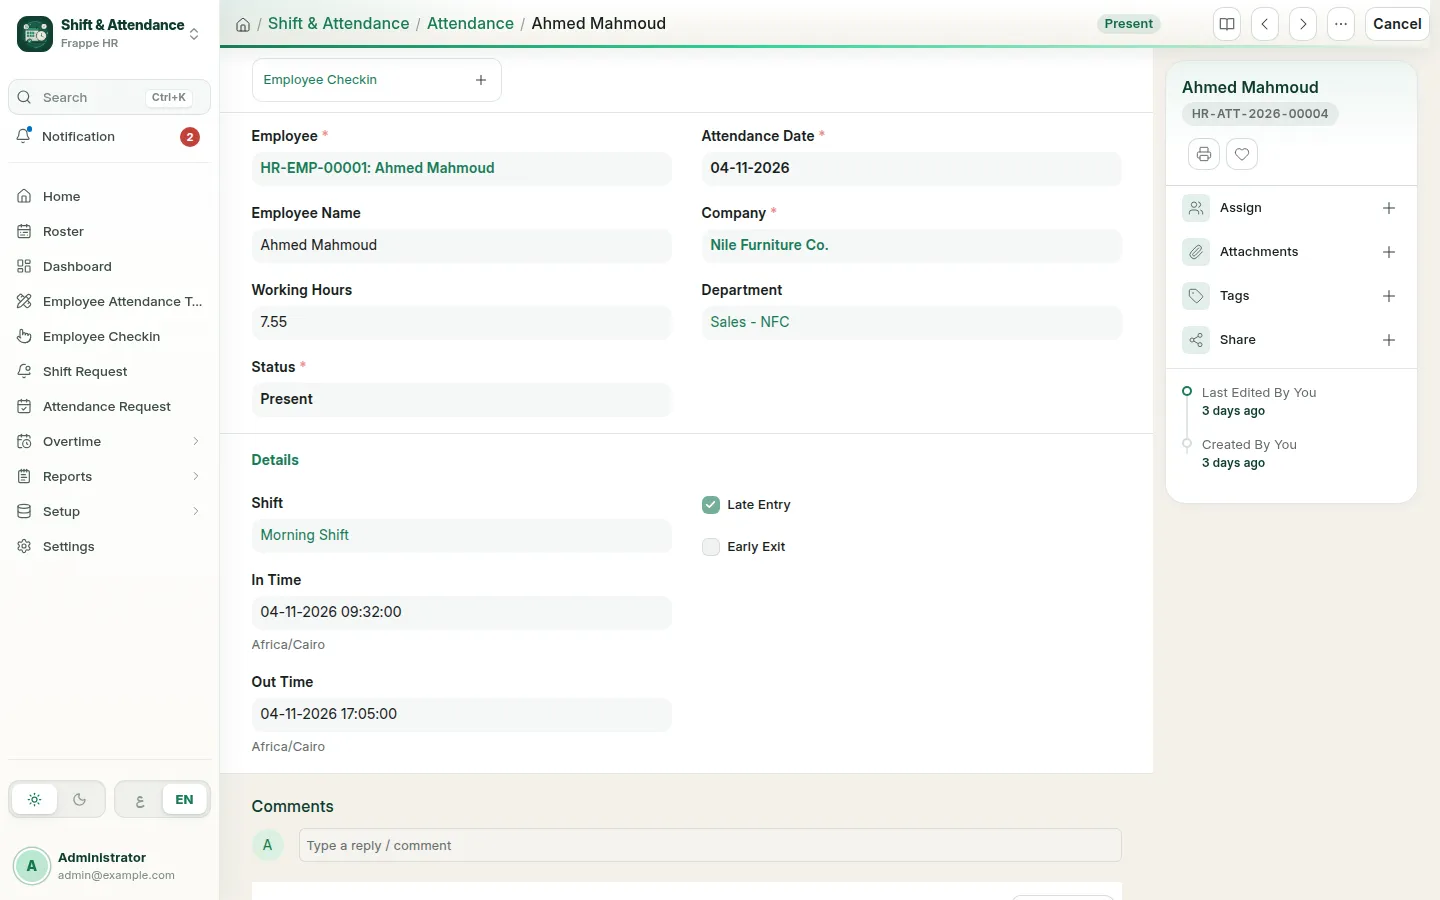 Shift & Attendance
Frappe HR
Search
Ctrl+K
Notification
2
Home
Roster
Dashboard
Employee Attendance T...
Employee Checkin
Shift Request
Attendance Request
Overtime
Reports
Setup
Settings
ع
EN
A
Administrator
admin@example.com
/ Shift & Attendance / Attendance / Ahmed Mahmoud
Present
Cancel
Employee Checkin
Employee *
HR-EMP-00001: Ahmed Mahmoud
Attendance Date *
04-11-2026
Employee Name
Ahmed Mahmoud
Company *
Nile Furniture Co.
Working Hours
7.55
Department
Sales - NFC
Status *
Present
Details
Shift
Morning Shift
Late Entry
Early Exit
In Time
04-11-2026 09:32:00
Africa/Cairo
Out Time
04-11-2026 17:05:00
Africa/Cairo
Comments
A
Type a reply / comment
Ahmed Mahmoud
HR-ATT-2026-00004
Assign
Attachments
Tags
Share
Last Edited By You
3 days ago
Created By You
3 days ago